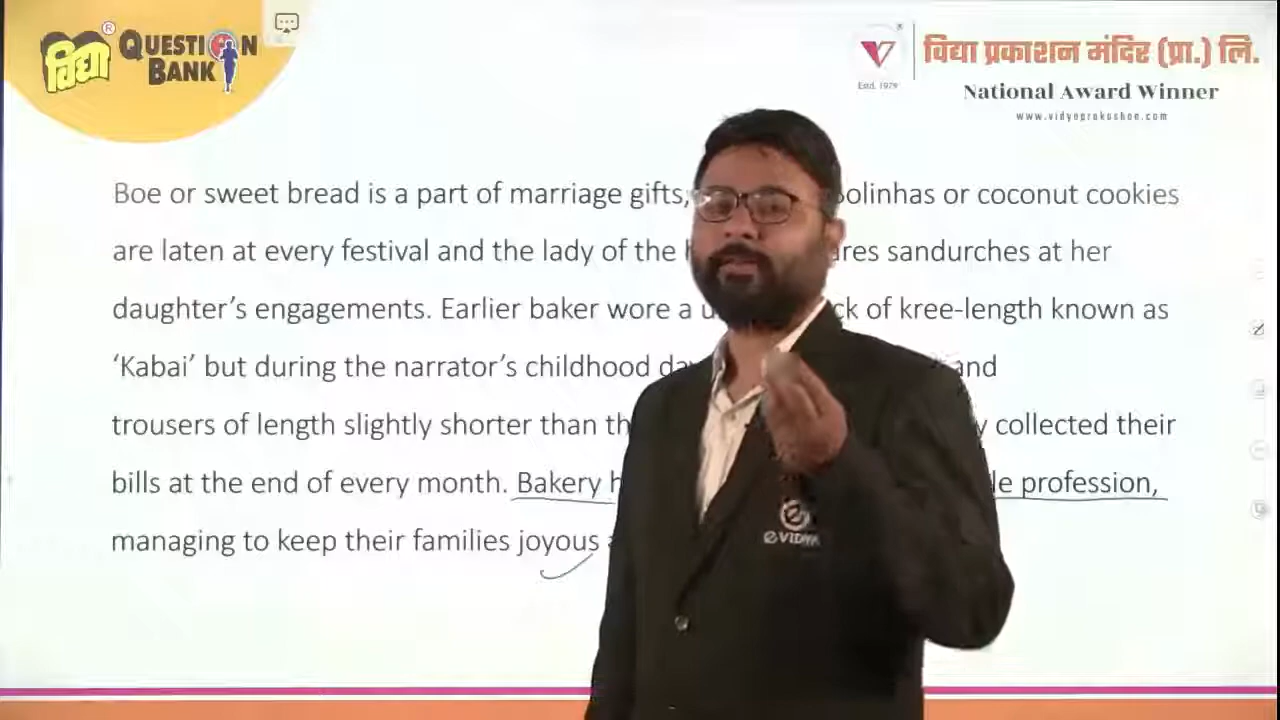 विद्या
®
QUESTION
BANK
Estd. 1979
विद्या प्रकाशन मंदिर (प्रा.) लि.
National Award Winner
www.vidyaprakashan.com
Boe or sweet bread is a part of marriage gifts, Bolinhas or coconut cookies
are laten at every festival and the lady of the sandurches at her
daughter's engagements. Earlier baker wore a of kree-length known as
'Kabai' but during the narrator's childhood and
trousers of length slightly shorter than collected their
bills at the end of every month. Bakery profession,
managing to keep their families joyous
e VIDYA